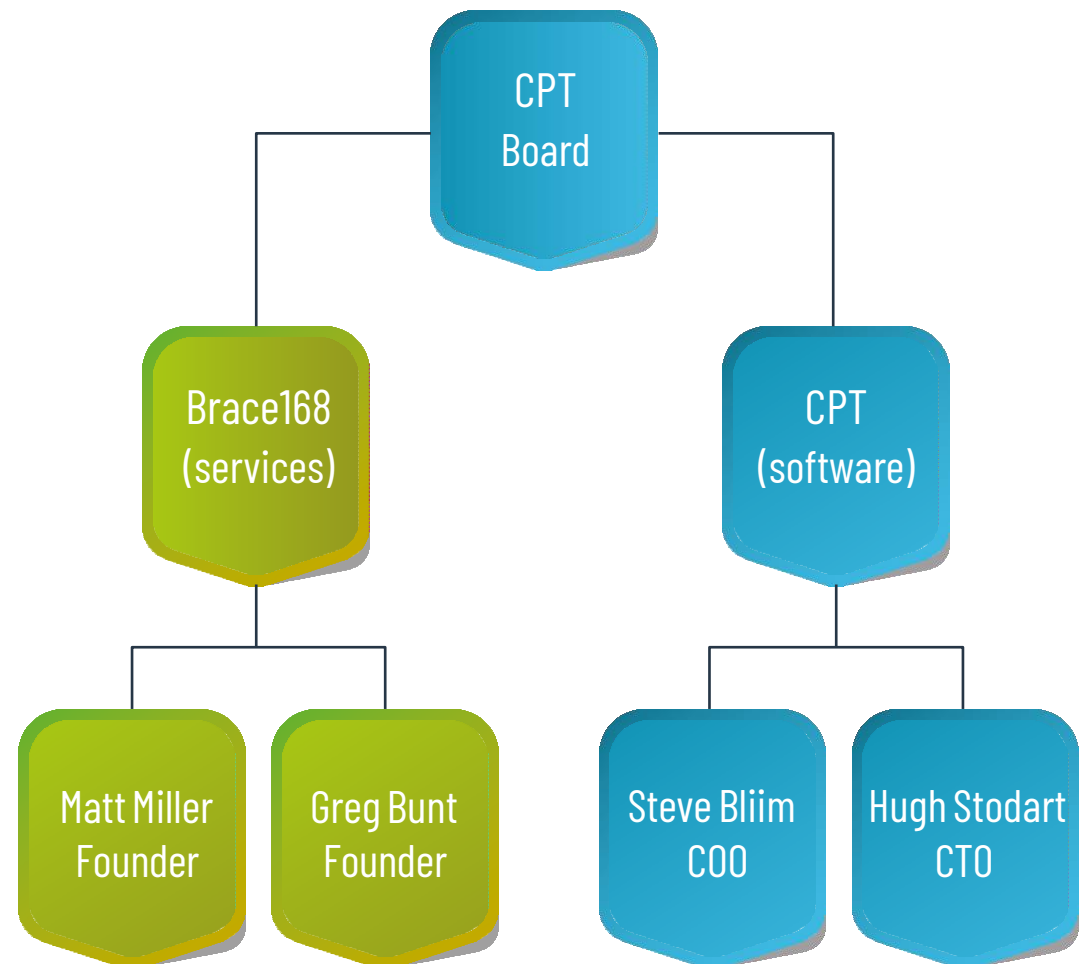 CPT
Board
Brace168
(services)
CPT
(software)
Matt Miller
Founder
Greg Bunt
Founder
Steve Bliim
COO
Hugh Stodart
CTO